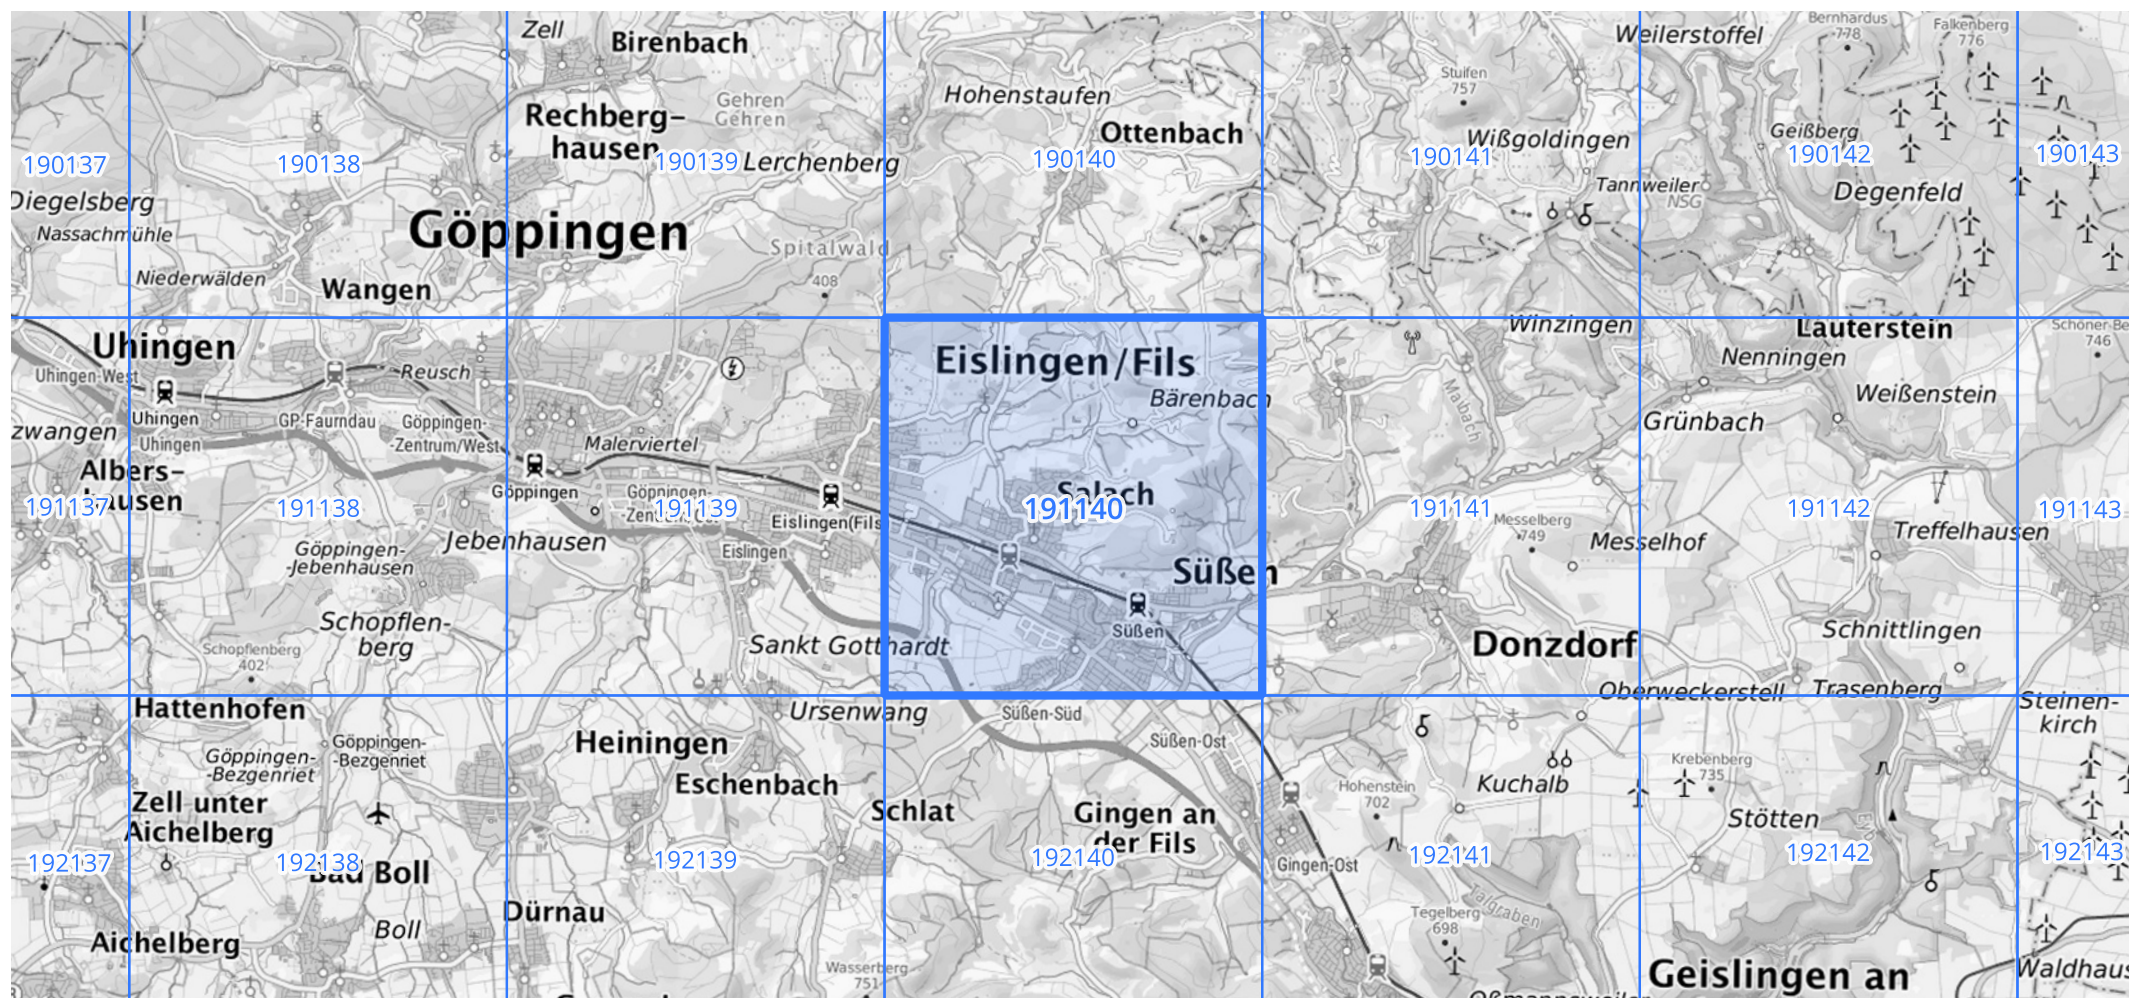 Zell
Birenbach
Bernhardus
778
Falkenberg
776
Weilerstoffel
Stuifen
757
Hohenstaufen
Gehren
Gehren
Rechberg-
hausen
Ottenbach
Wißgoldingen
Geißberg
190137
190138
190139
Lerchenberg
190140
190141
190142
190143
Diegelsberg
Tannweiler
NSG
Degenfeld
Nassachmühle
Göppingen
Spitalwald
408
Niederwälden
Wangen
Uhingen
Eislingen/Fils
Winzingen
Lauterstein
Schöner Be
746
Nenningen
Uhingen-West
Reusch
Bärenbach
Weißenstein
Uhingen
GP-Faurndau
Göppingen-
-Zentrum/West
Maibach
Grünbach
zwangen
Uhingen
Malerviertel
Albers-
hausen
Göppingen
Göppingen-
Salach
191137
191138
191139
191140
191141
191142
191143
Eislingen(Fils
Messelberg
749
Messelhof
Treffelhausen
Jebenhausen
Eislingen
Göppingen-
-Jebenhausen
Süßen
Süßen
Schopflen-
berg
Sankt Gotthardt
Donzdorf
Schnittlingen
Schopflenberg
402
Oberweckerstell
Trasenberg
Hattenhofen
Ursenwang
Süßen-Süd
Steinen-
kirch
Göppingen-
-Bezgenriet
Göppingen-
-Bezgenriet
Heiningen
Süßen-Ost
Krebenberg
735
Eschenbach
Hohenstein
702
Kuchalb
Zell unter
Aichelberg
Schlat
Gingen an
der Fils
Stötten
192137
192138
192139
192140
192141
192142
192143
Bad Boll
Gingen-Ost
Dürnau
Talgraben
Tegelberg
698
Boll
Aichelberg
Wasserberg
751
Geislingen an
Waldhaus